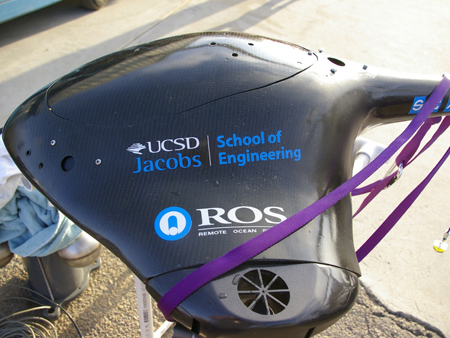 UCSD
Jacobs
School of
Engineering
ROS
REMOTE OCEAN